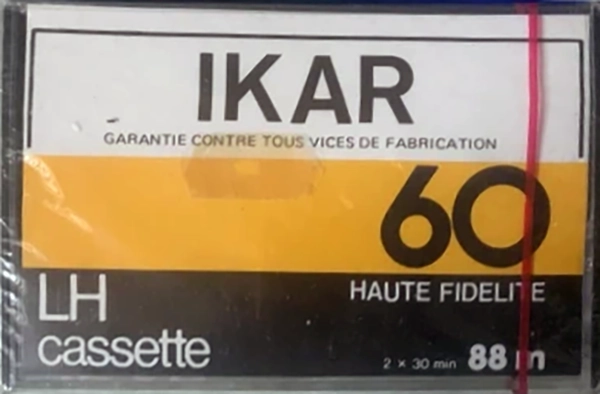 IKAR
GARANTIE CONTRE TOUS VICES DE FABRICATION
60
HAUTE FIDELITE
LH
cassette
2 × 30 min 88 m